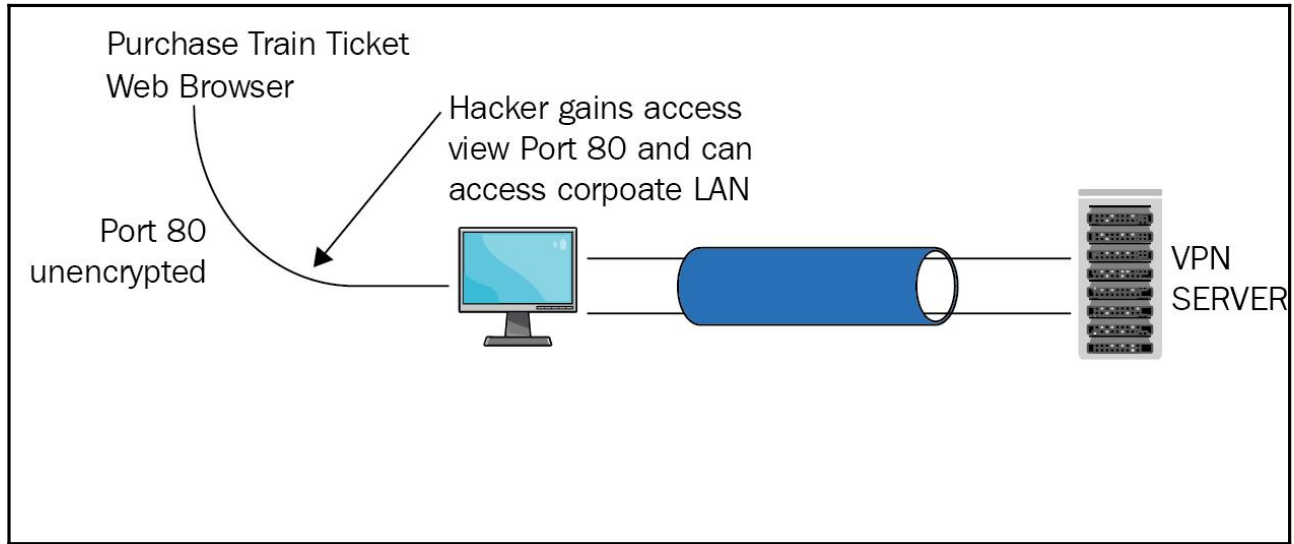 Purchase Train Ticket
Web Browser
Hacker gains access
view Port 80 and can
access corpoate LAN
Port 80
unencrypted
VPN
SERVER